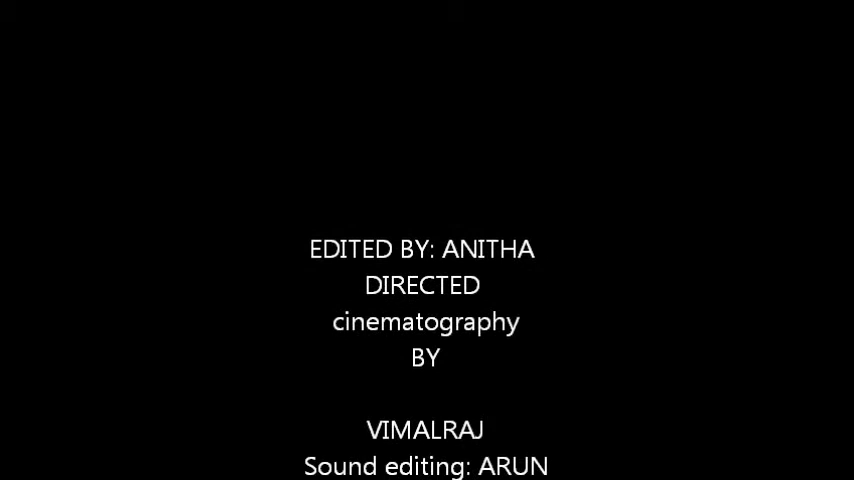 EDITED BY: ANITHA
DIRECTED
cinematography
BY
VIMALRAJ
Sound editing: ARUN